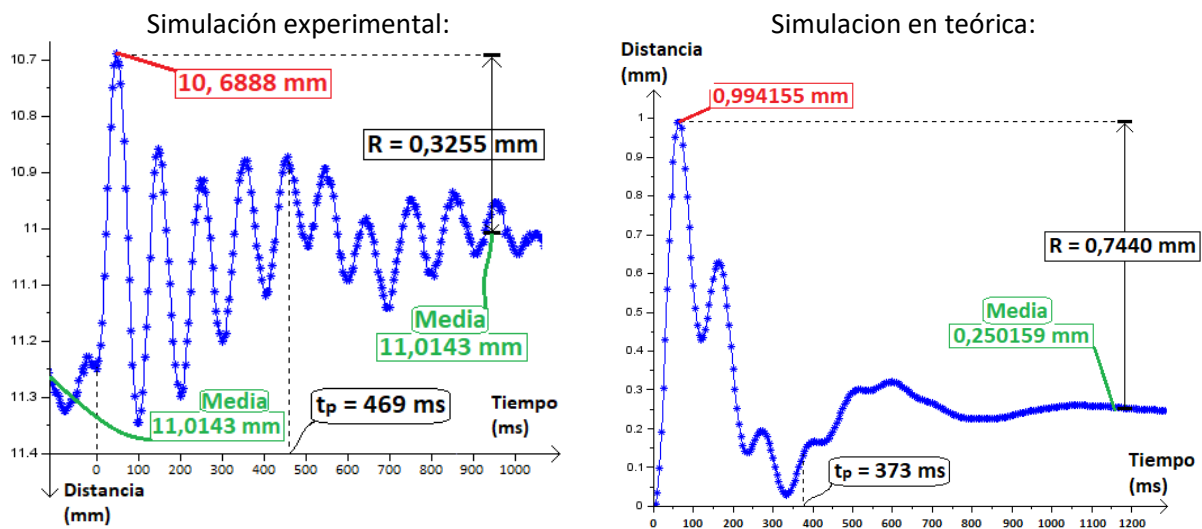 Simulación experimental:
10.7
10.8
10.9
11
11.1
11.2
11.3
11.4
10, 6888 mm
R = 0,3255 mm
Media
11,0143 mm
Media
11,0143 mm
tp = 469 ms
Tiempo
(ms)
0 100 200 300 400 500 600 700 800 900 1000
Distancia
(mm)
Simulacion en teórica:
Distancia
(mm)
0,994155 mm
1
0.9
0.8
0.7
0.6
0.5
0.4
0.3
0.2
0.1
0
R = 0,7440 mm
Media
0,250159 mm
tp = 373 ms
Tiempo
(ms)
0 100 200 300 400 500 600 700 800 900 1000 1100 1200